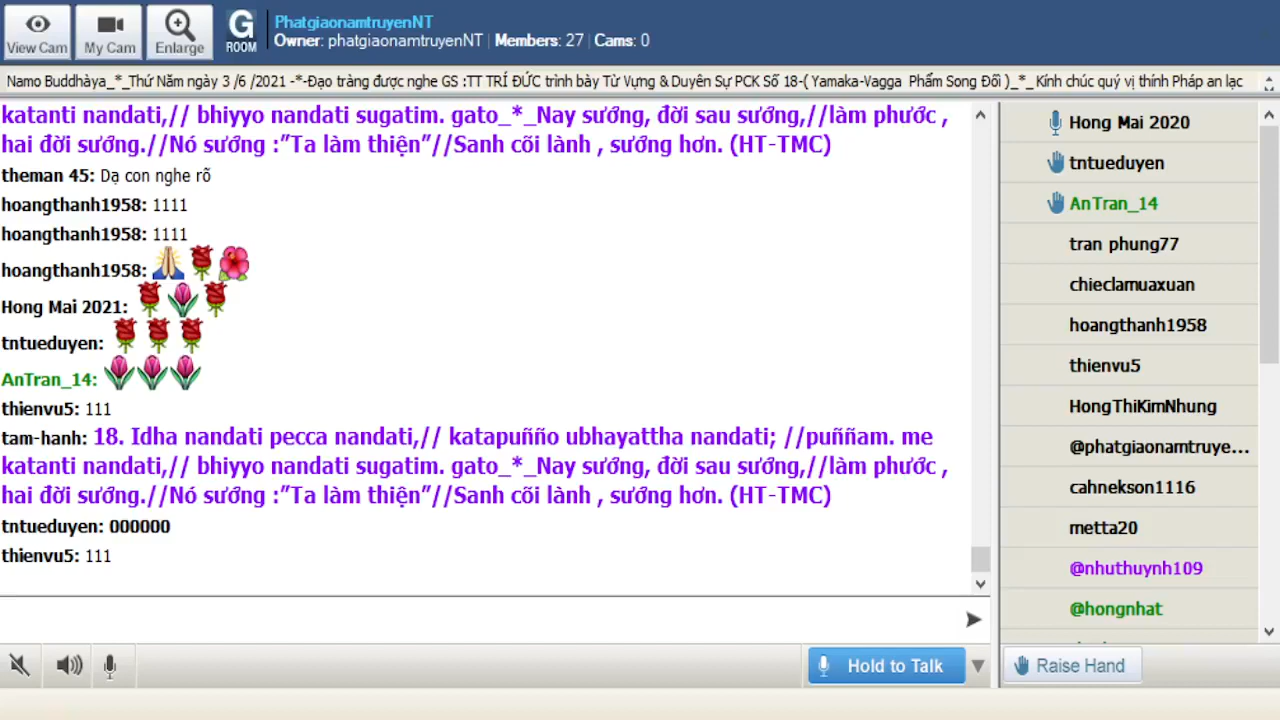 View Cam
My Cam
Enlarge
G
ROOM
PhatgiaonamtruyenNT
Owner: phatgiaonamtruyenNT | Members: 27 | Cams: 0
Namo Buddhàya_*_Thứ Năm ngày 3 /6 /2021 -*-Đạo tràng được nghe GS :TT TRÍ ĐỨC trình bày Từ Vựng & Duyên Sự PCK Số 18-( Yamaka-Vagga Phẩm Song Đối )_*_Kính chúc quý vị thính Pháp an lạc
katanti nandati,// bhiyyo nandati sugatim. gato_*_Nay sướng, đời sau sướng,//làm phước ,
hai đời sướng.//Nó sướng :”Ta làm thiện”//Sanh cõi lành , sướng hơn. (HT-TMC)
theman 45: Dạ con nghe rõ
hoangthanh1958: 1111
hoangthanh1958: 1111
hoangthanh1958:
Hong Mai 2021:
tntueduyen:
AnTran_14:
thienvu5: 111
tam-hanh: 18. Idha nandati pecca nandati,// katapuñño ubhayattha nandati; //puññam. me
katanti nandati,// bhiyyo nandati sugatim. gato_*_Nay sướng, đời sau sướng,//làm phước ,
hai đời sướng.//Nó sướng :”Ta làm thiện”//Sanh cõi lành , sướng hơn. (HT-TMC)
tntueduyen: 000000
thienvu5: 111
Hold to Talk
Hong Mai 2020
tntueduyen
AnTran_14
tran phung77
chieclamuaxuan
hoangthanh1958
thienvu5
HongThiKimNhung
@phatgiaonamtruye...
cahnekson1116
metta20
@nhuthuynh109
@hongnhat
Raise Hand